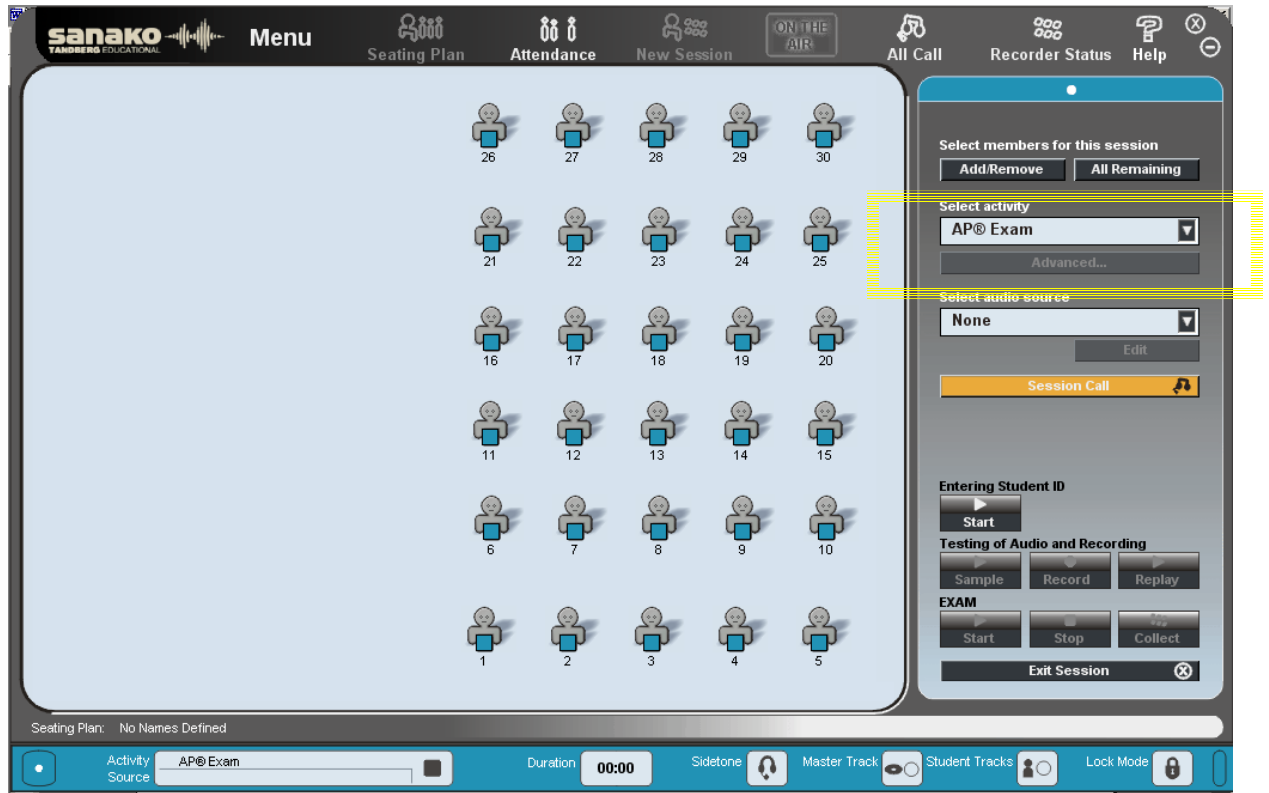 sanako
TANDBERG EDUCATIONAL
Menu
Seating Plan
Attendance
New Session
ON THE
AIR
All Call
Recorder Status
Help
26 27 28 29 30
21 22 23 24 25
16 17 18 19 20
11 12 13 14 15
6 7 8 9 10
1 2 3 4 5
Select members for this session
Add/Remove All Remaining
Select activity
AP® Exam
Advanced...
Select audio source
None
Edit
Session Call
Entering Student ID
Start
Testing of Audio and Recording
Sample Record Replay
EXAM
Start Stop Collect
Exit Session
Seating Plan: No Names Defined
Activity AP® Exam
Source
Duration 00:00
Sidetone
Master Track
Student Tracks
Lock Mode